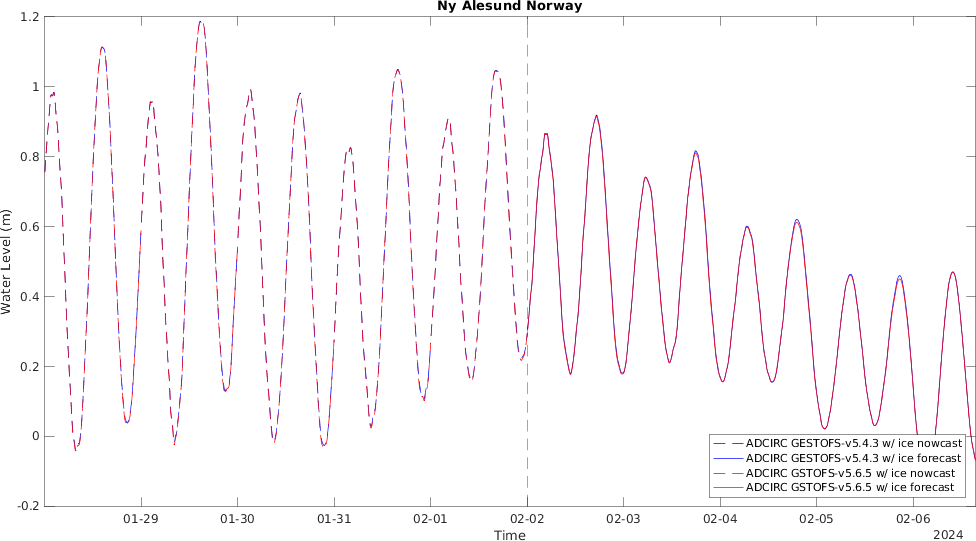 Ny Alesund Norway
1.2
1
0.8
0.6
0.4
0.2
0
-0.2
Water Level (m)
01-29 01-30 01-31 02-01 02-02 02-03 02-04 02-05 02-06
Time
2024
ADCIRC GESTOFS-v5.4.3 w/ ice nowcast
ADCIRC GESTOFS-v5.4.3 w/ ice forecast
ADCIRC GSTOFS-v5.6.5 w/ ice nowcast
ADCIRC GSTOFS-v5.6.5 w/ ice forecast